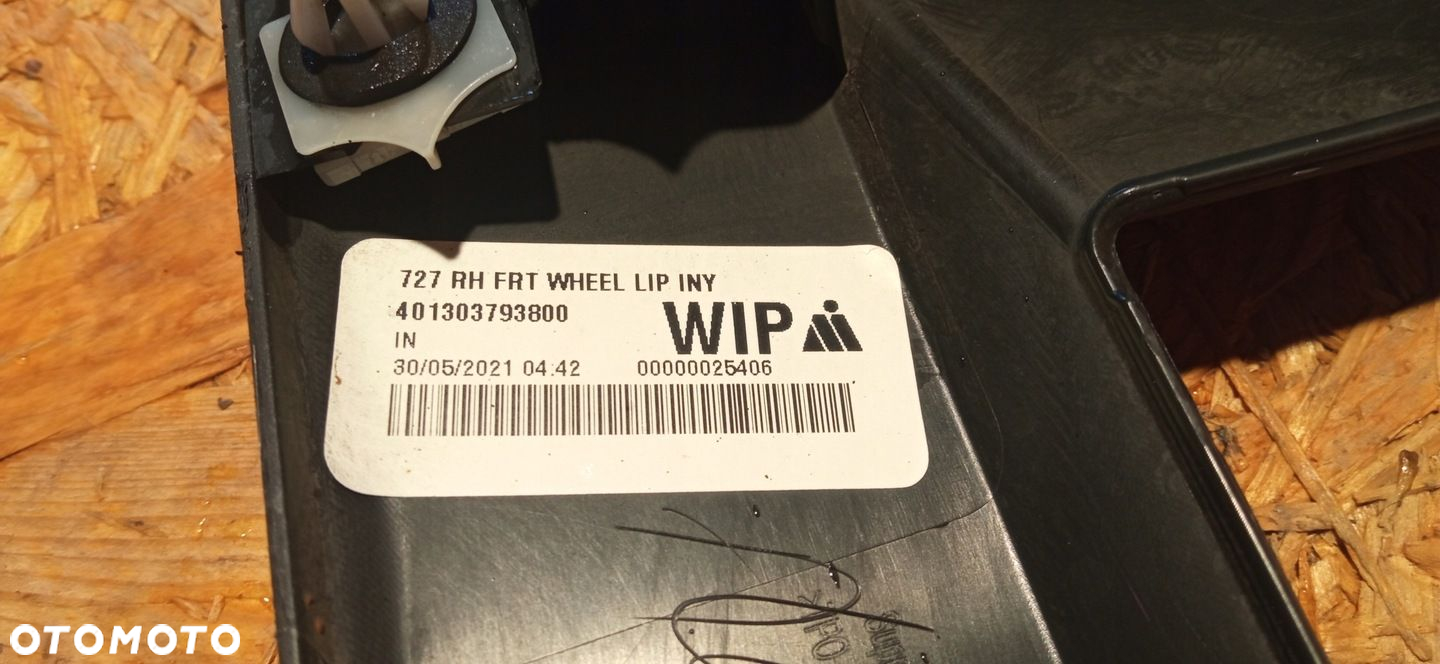 727 RH FRT WHEEL LIP INY
401303793800
WIP
IN
30/05/2021 04:42 00000025406
OTOMOTO